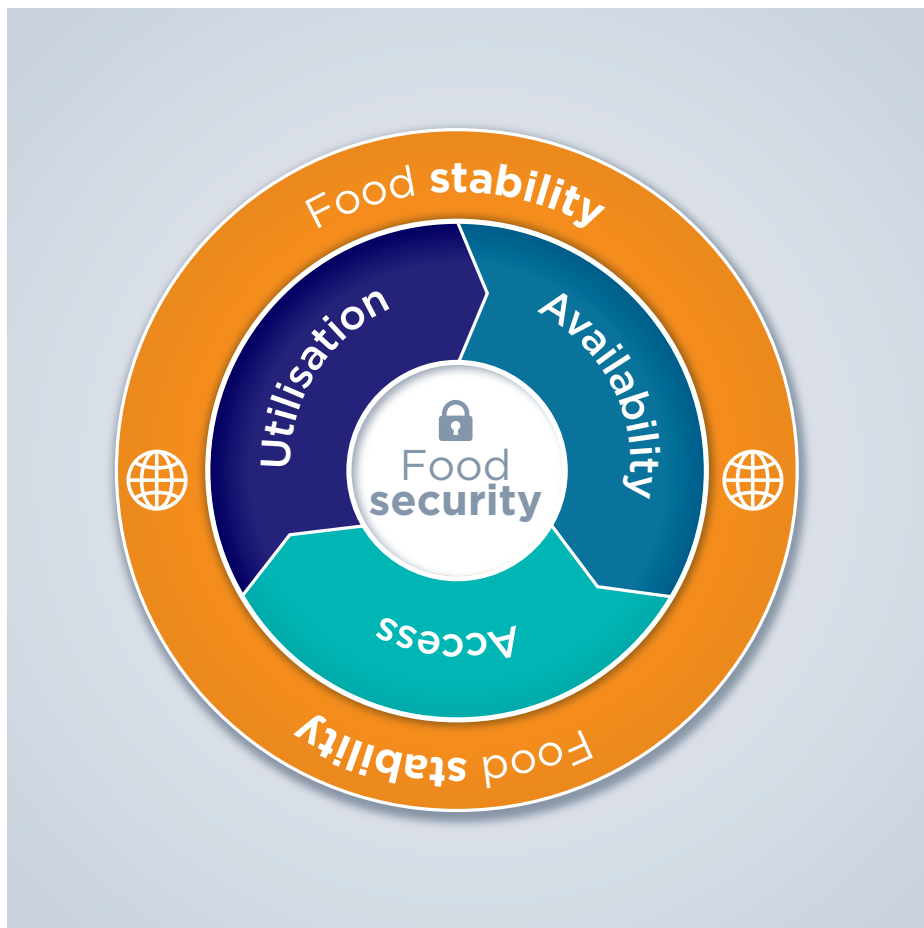 Food stability
Utilisation
Availability
Food
security
Access
Food stability